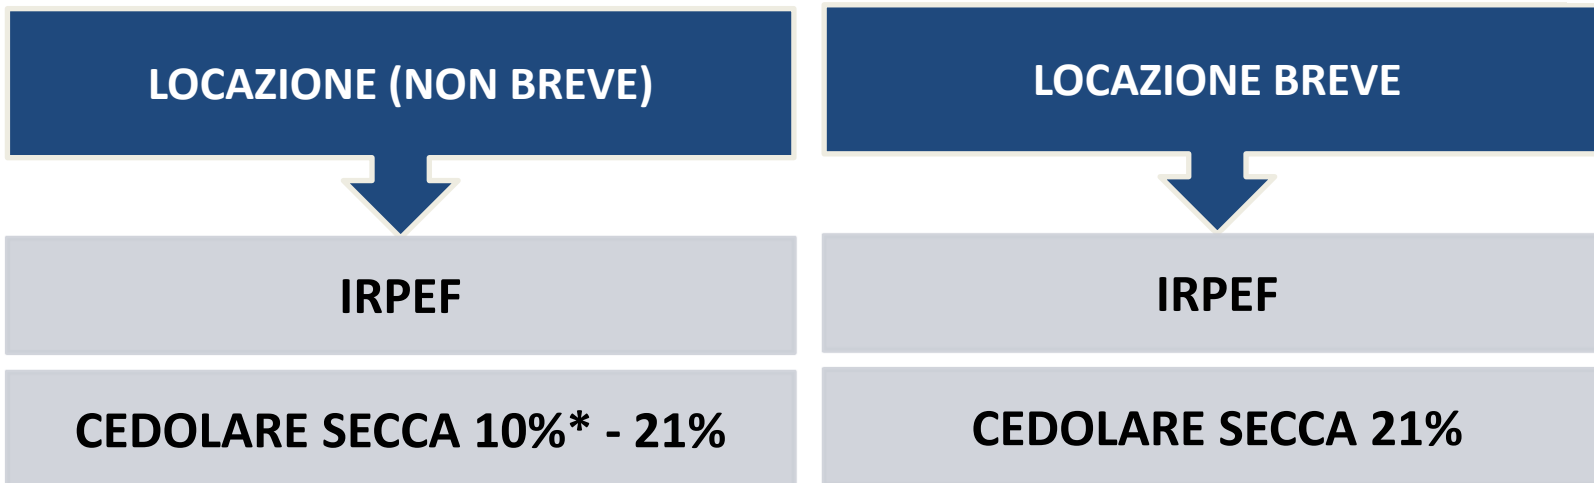 LOCAZIONE (NON BREVE)
IRPEF
CEDOLARE SECCA 10%* - 21%
LOCAZIONE BREVE
IRPEF
CEDOLARE SECCA 21%